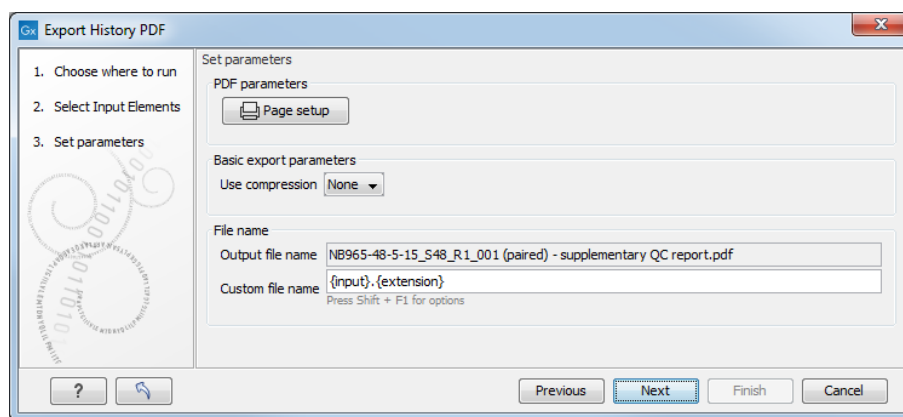 Gx Export History PDF
1. Choose where to run
2. Select Input Elements
3. Set parameters
Set parameters
PDF parameters
Page setup
Basic export parameters
Use compression None
File name
Output file name NB965-48-5-15_S48_R1_001 (paired) - supplementary QC report.pdf
Custom file name {input}.{extension}
Press Shift + F1 for options
? Previous Next Finish Cancel